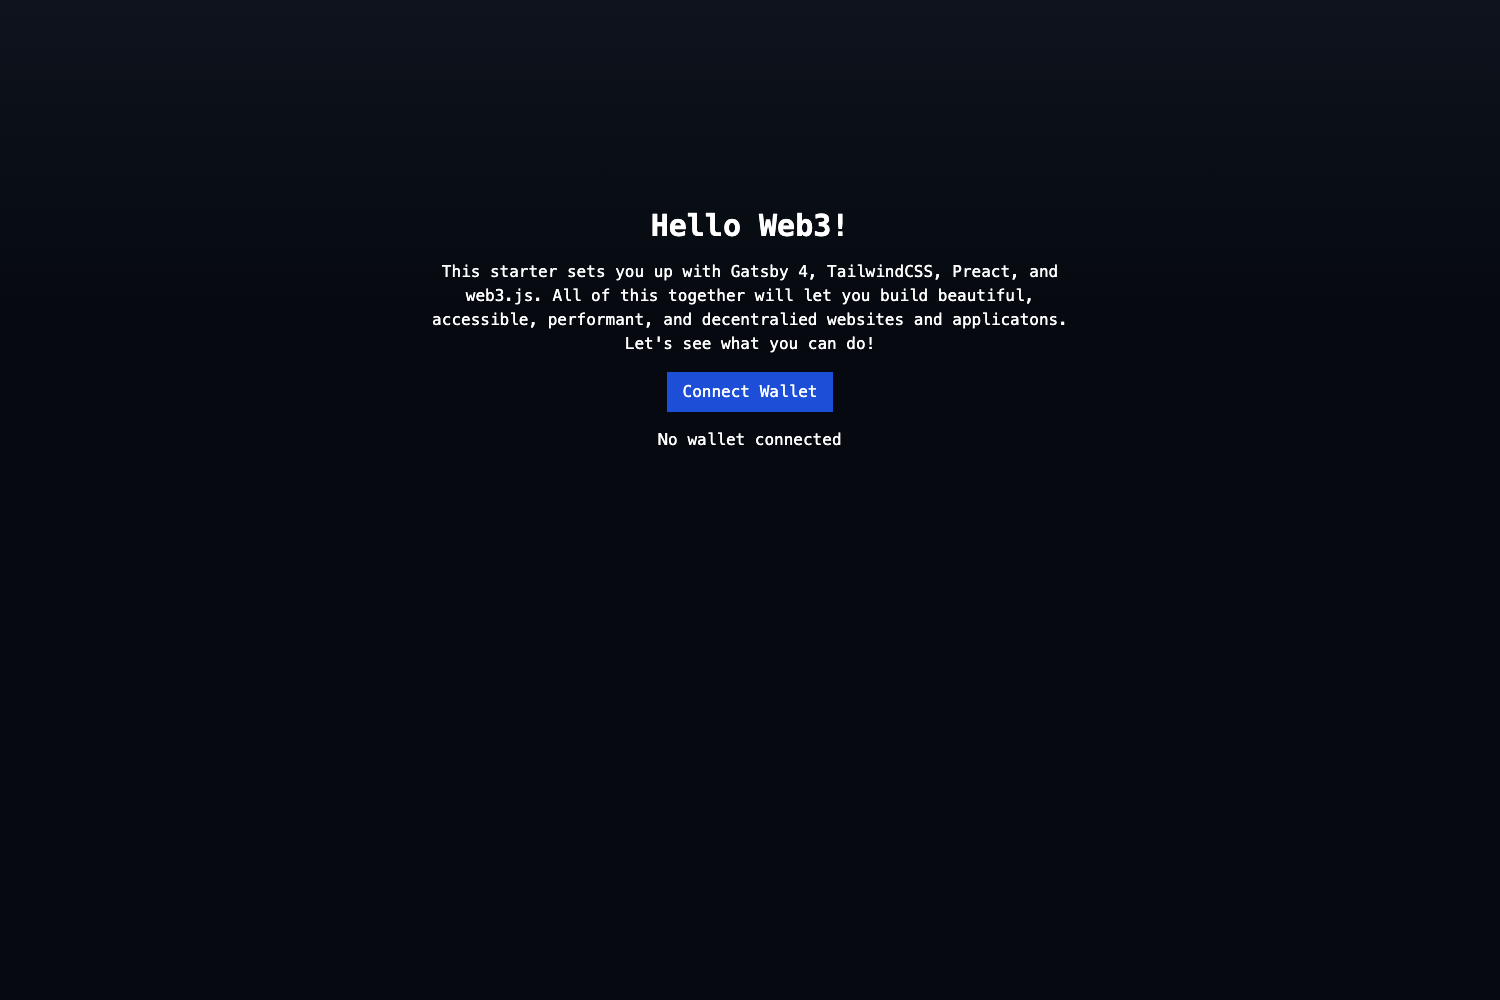 Hello Web3!
This starter sets you up with Gatsby 4, TailwindCSS, Preact, and
web3.js. All of this together will let you build beautiful,
accessible, performant, and decentralied websites and applicatons.
Let's see what you can do!
Connect Wallet
No wallet connected